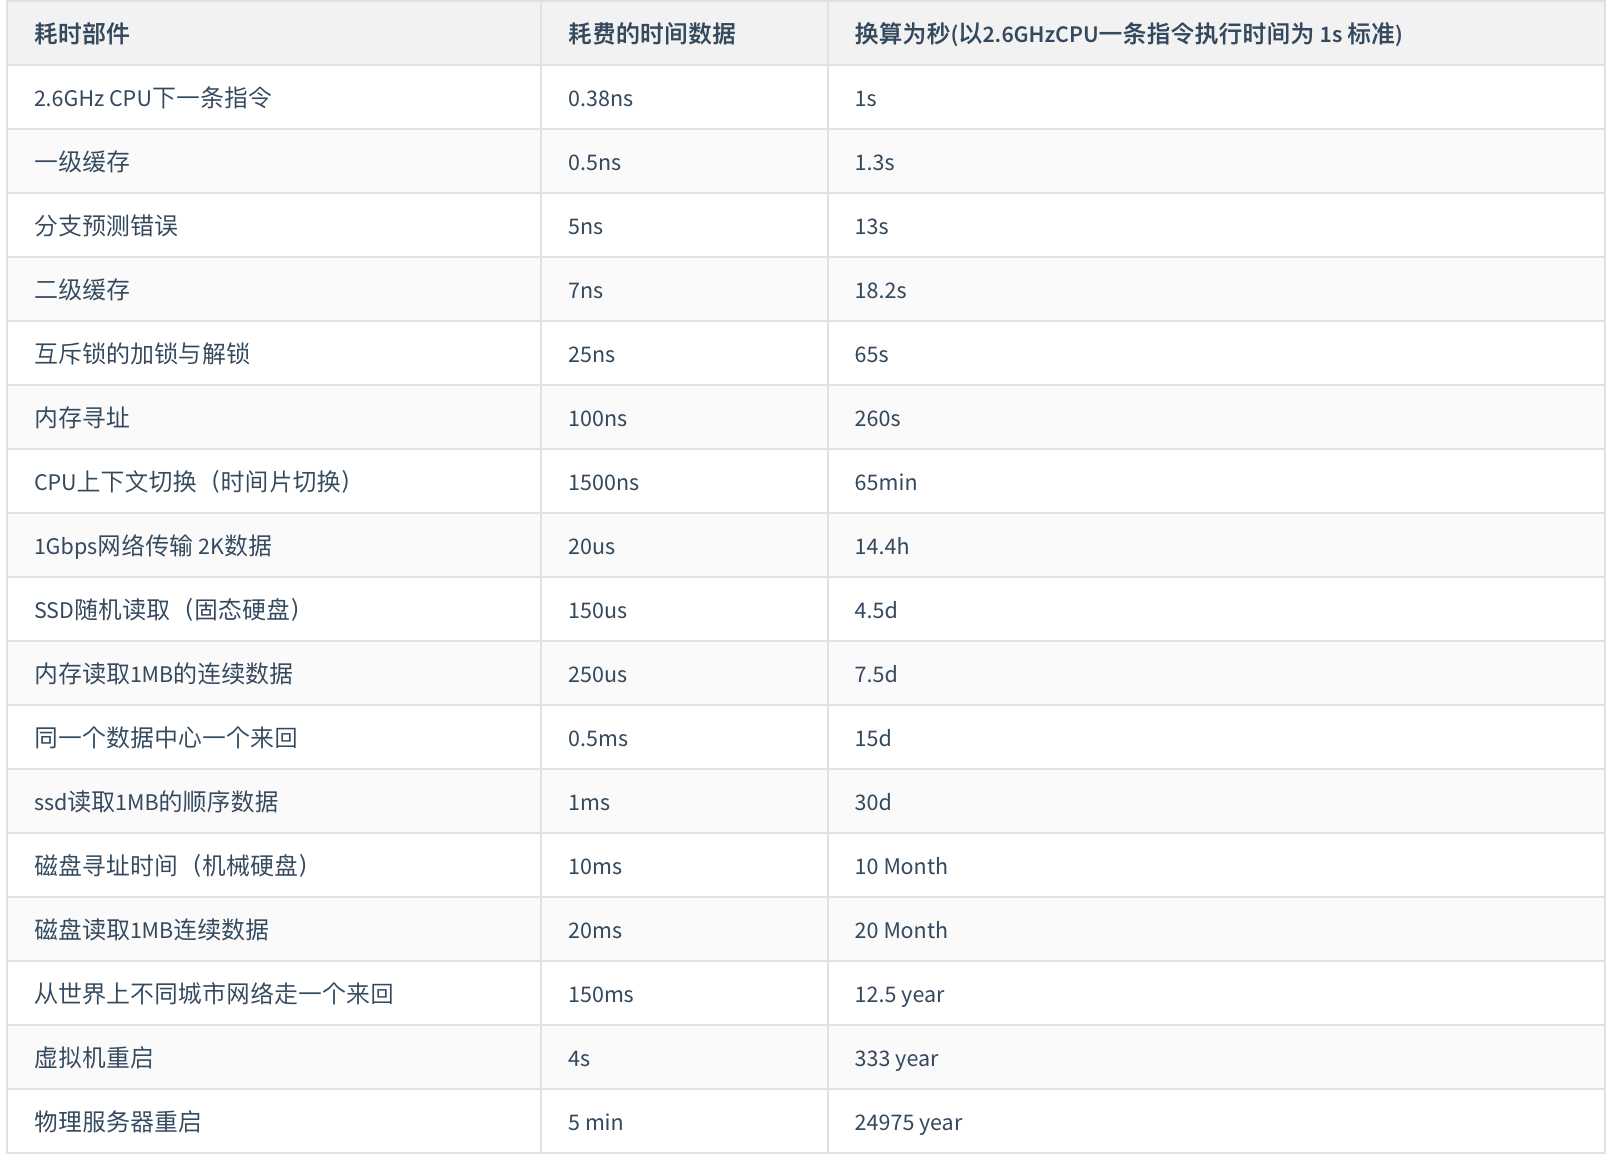 耗时部件 耗费的时间数据 换算为秒(以2.6GHzCPU一条指令执行时间为 1s 标准)
2.6GHz CPU下一条指令 0.38ns 1s
一级缓存 0.5ns 1.3s
分支预测错误 5ns 13s
二级缓存 7ns 18.2s
互斥锁的加锁与解锁 25ns 65s
内存寻址 100ns 260s
CPU上下文切换（时间片切换） 1500ns 65min
1Gbps网络传输 2K数据 20us 14.4h
SSD随机读取（固态硬盘） 150us 4.5d
内存读取1MB的连续数据 250us 7.5d
同一个数据中心一个来回 0.5ms 15d
ssd读取1MB的顺序数据 1ms 30d
磁盘寻址时间（机械硬盘） 10ms 10 Month
磁盘读取1MB连续数据 20ms 20 Month
从世界上不同城市网络走一个来回 150ms 12.5 year
虚拟机重启 4s 333 year
物理服务器重启 5 min 24975 year